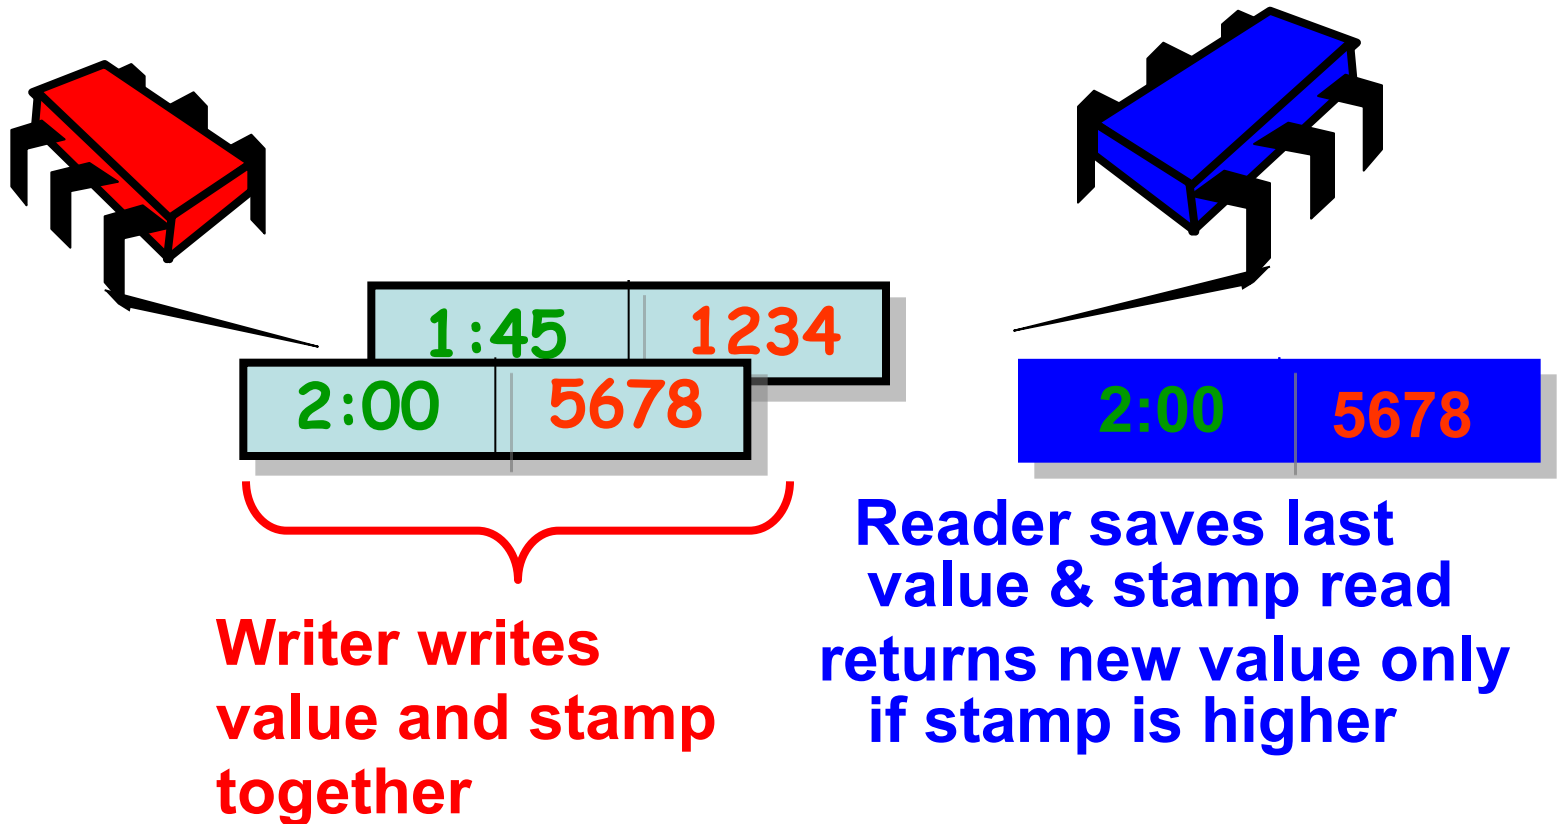 1:45 1234
2:00 5678
2:00 5678
Reader saves last
value & stamp read
returns new value only
if stamp is higher
Writer writes
value and stamp
together